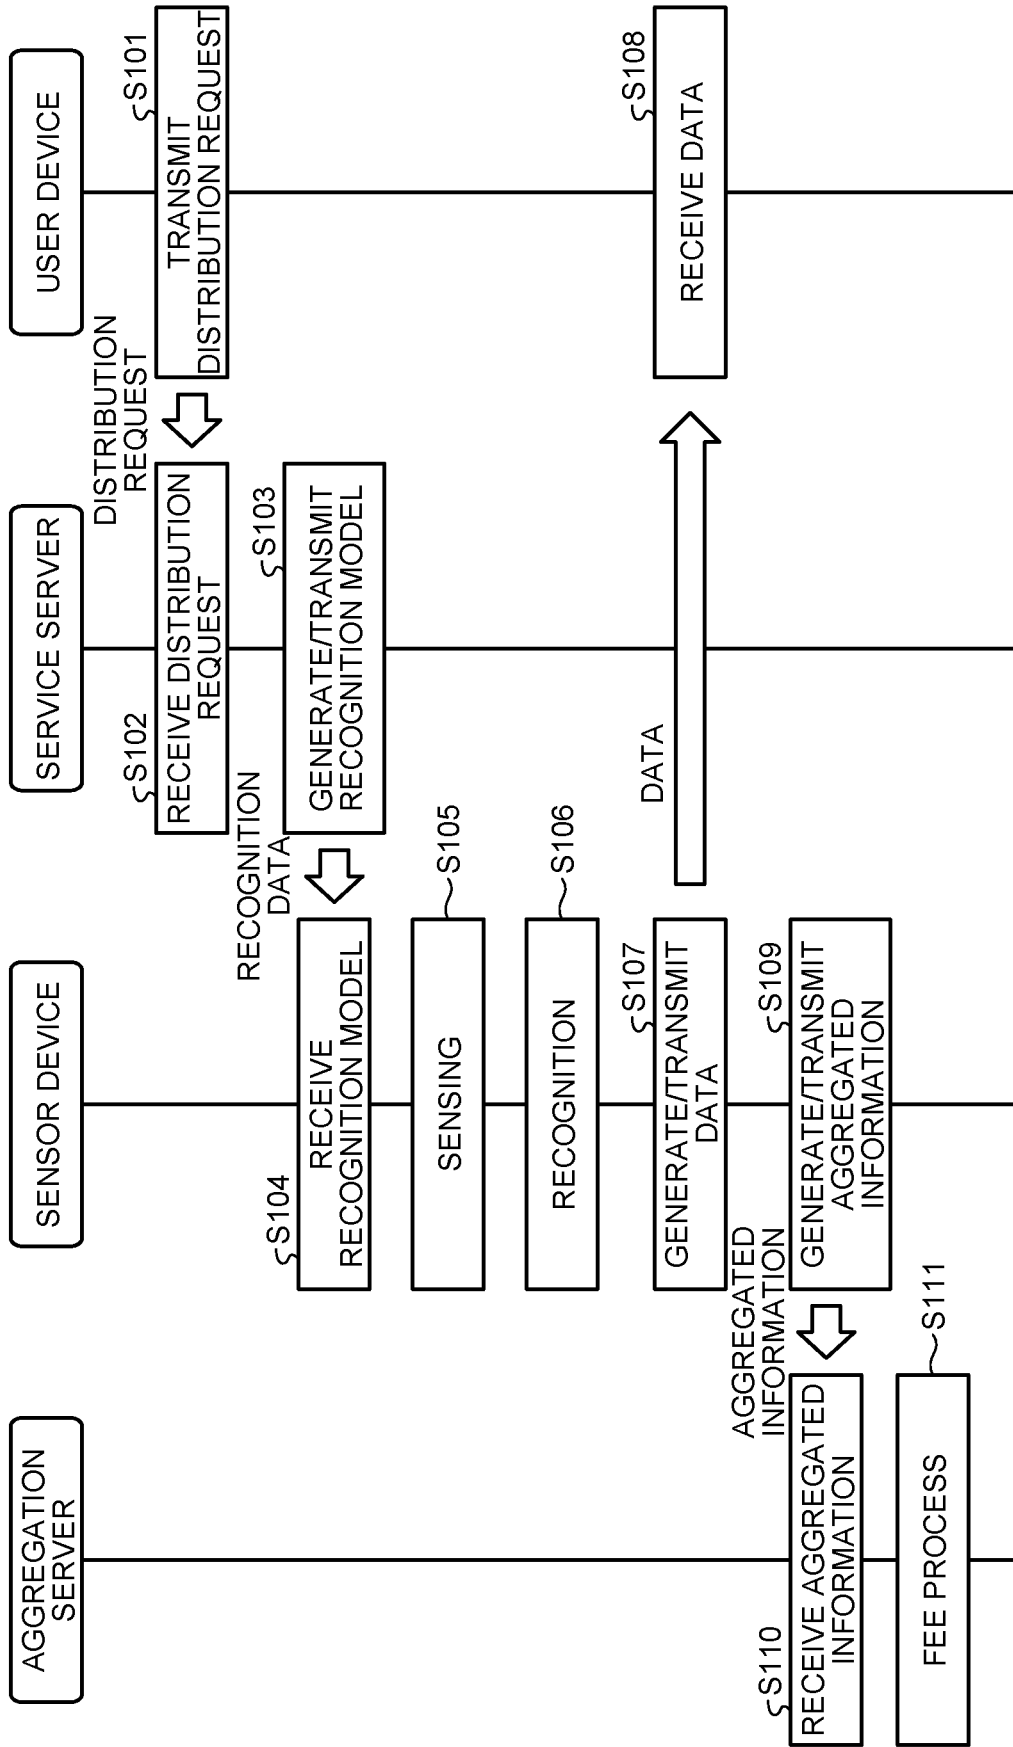 AGGREGATION
SERVER
SENSOR DEVICE
SERVICE SERVER
USER DEVICE
DISTRIBUTION
REQUEST
S101
TRANSMIT
DISTRIBUTION REQUEST
S102
RECEIVE DISTRIBUTION
REQUEST
S103
GENERATE/TRANSMIT
RECOGNITION MODEL
RECOGNITION
DATA
S104
RECEIVE
RECOGNITION MODEL
S105
SENSING
S106
RECOGNITION
S107
GENERATE/TRANSMIT
DATA
DATA
S108
RECEIVE DATA
S109
GENERATE/TRANSMIT
AGGREGATED
INFORMATION
AGGREGATED
INFORMATION
S110
RECEIVE AGGREGATED
INFORMATION
S111
FEE PROCESS